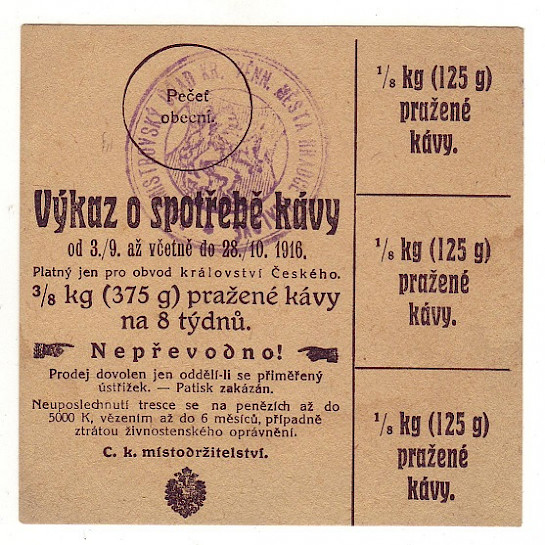 Pečeť
obecní.
Výkaz o spotřebě kávy
od 3./9. až včetně do 28./10. 1916.
Platný jen pro obvod království Českého.
3/8 kg (375 g) pražené kávy
na 8 týdnů.
Nepřevodno!
Prodej dovolen jen oddělí-li se přiměřený
ústřižek. — Patisk zakázán.
Neuposlechnutí tresce se na penězích až do
5000 K, vězením až do 6 měsíců, případně
ztrátou živnostenského oprávnění.
C. k. místodržitelství.
1/8 kg (125 g)
pražené
kávy.
1/8 kg (125 g)
pražené
kávy.
1/8 kg (125 g)
pražené
kávy.
KR. VĚNN. MĚSTA HRADCE